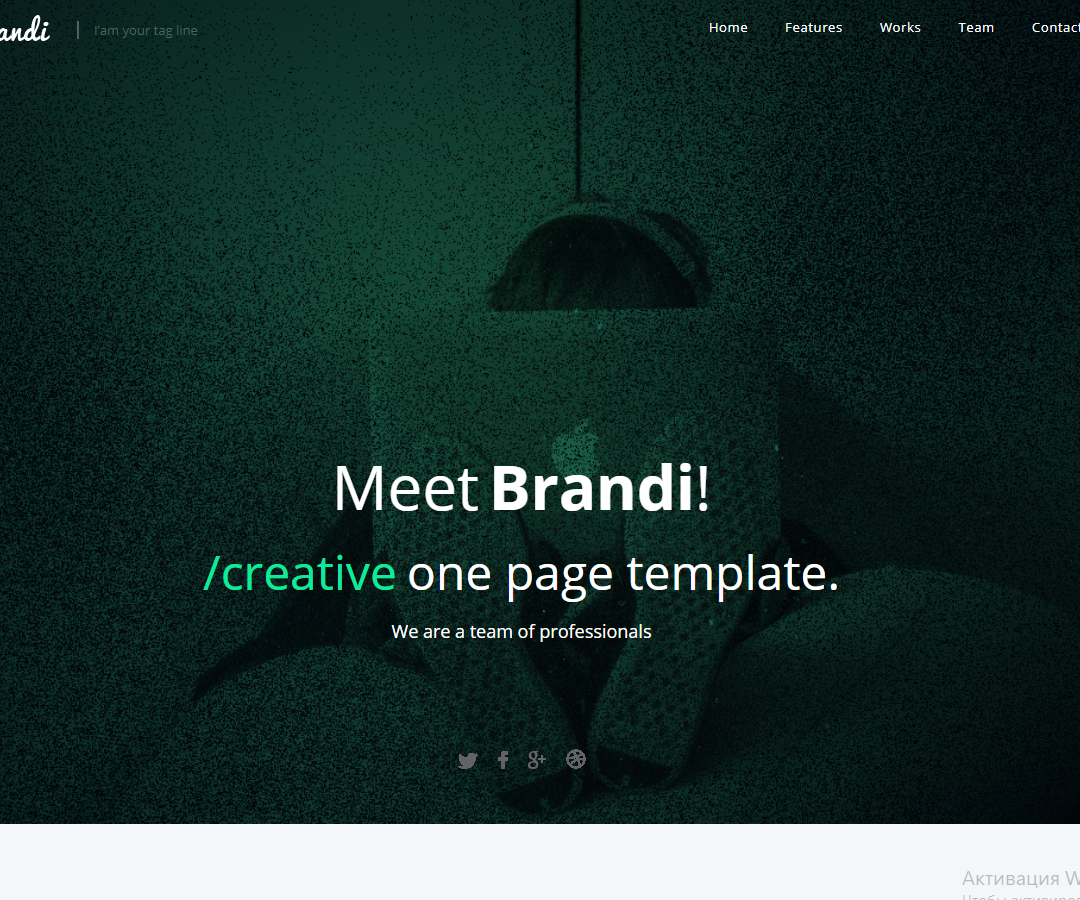 andi
I'am your tag line
Home Features Works Team Contact
Meet Brandi!
/creative one page template.
We are a team of professionals
Активация W